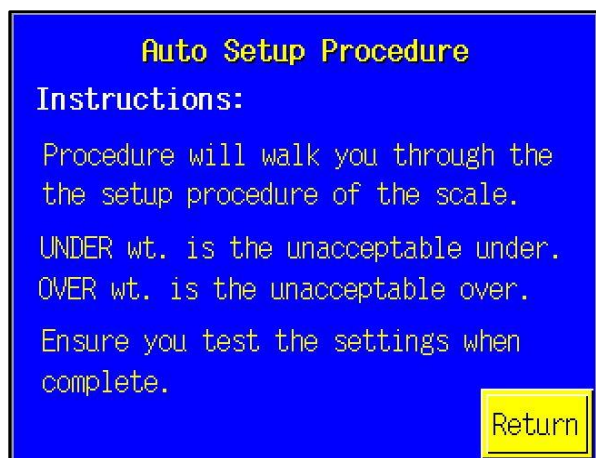 Auto Setup Procedure
Instructions:
Procedure will walk you through the
the setup procedure of the scale.
UNDER wt. is the unacceptable under.
OVER wt. is the unacceptable over.
Ensure you test the settings when
complete.
Return